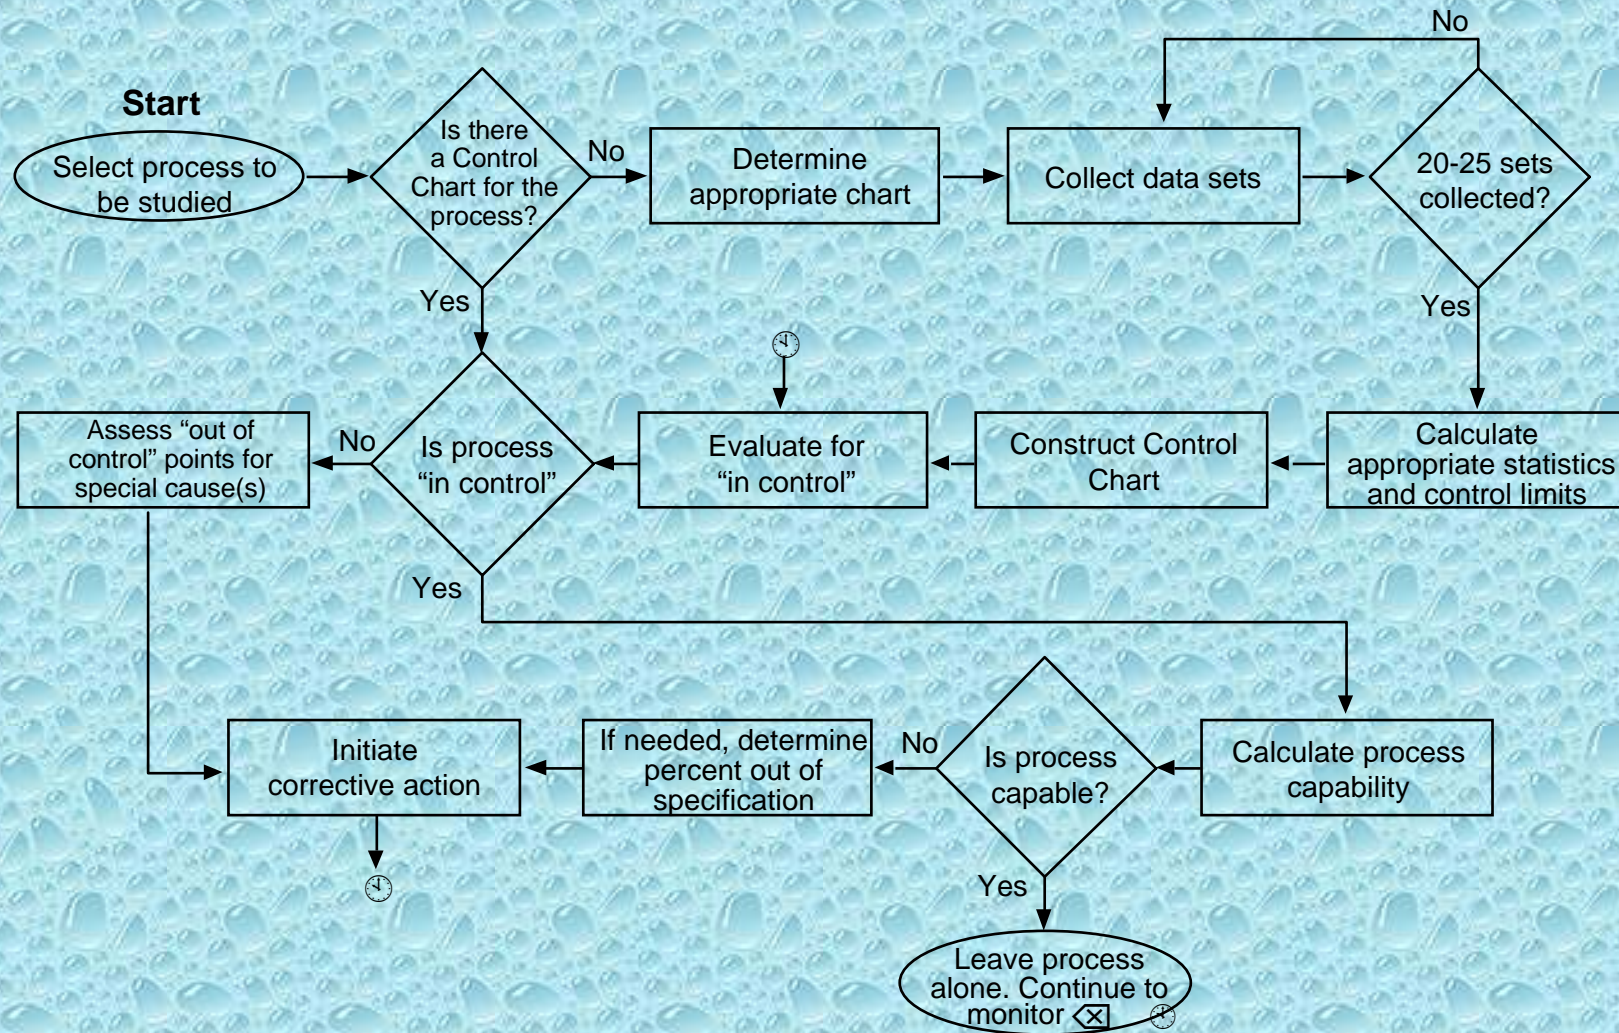 Start
Select process to
be studied
Is there
a Control
Chart for the
process?
No
Determine
appropriate chart
Collect data sets
No
20-25 sets
collected?
Yes
Yes
Assess “out of
control” points for
special cause(s)
No
Is process
“in control”
Evaluate for
“in control”
Construct Control
Chart
Calculate
appropriate statistics
and control limits
Yes
Initiate
corrective action
If needed, determine
percent out of
specification
No
Is process
capable?
Calculate process
capability
Yes
Leave process
alone. Continue to
monitor